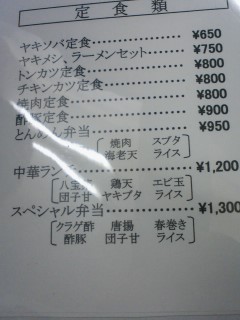 定食類
ヤキソバ定食 ¥650
ヤキメシ、ラーメンセット ¥750
トンカツ定食 ¥800
チキンカツ定食 ¥800
焼肉定食 ¥800
酢豚定食 ¥900
とんめん弁当 ¥950
焼肉 スブタ
海老天 ライス
中華ランチ ¥1,200
八宝 鶏天 エビ玉
団子甘 ヤキブタ ライス
スペシャル弁当 ¥1,300
クラゲ酢 唐揚 春巻き
酢豚 団子甘 ライス